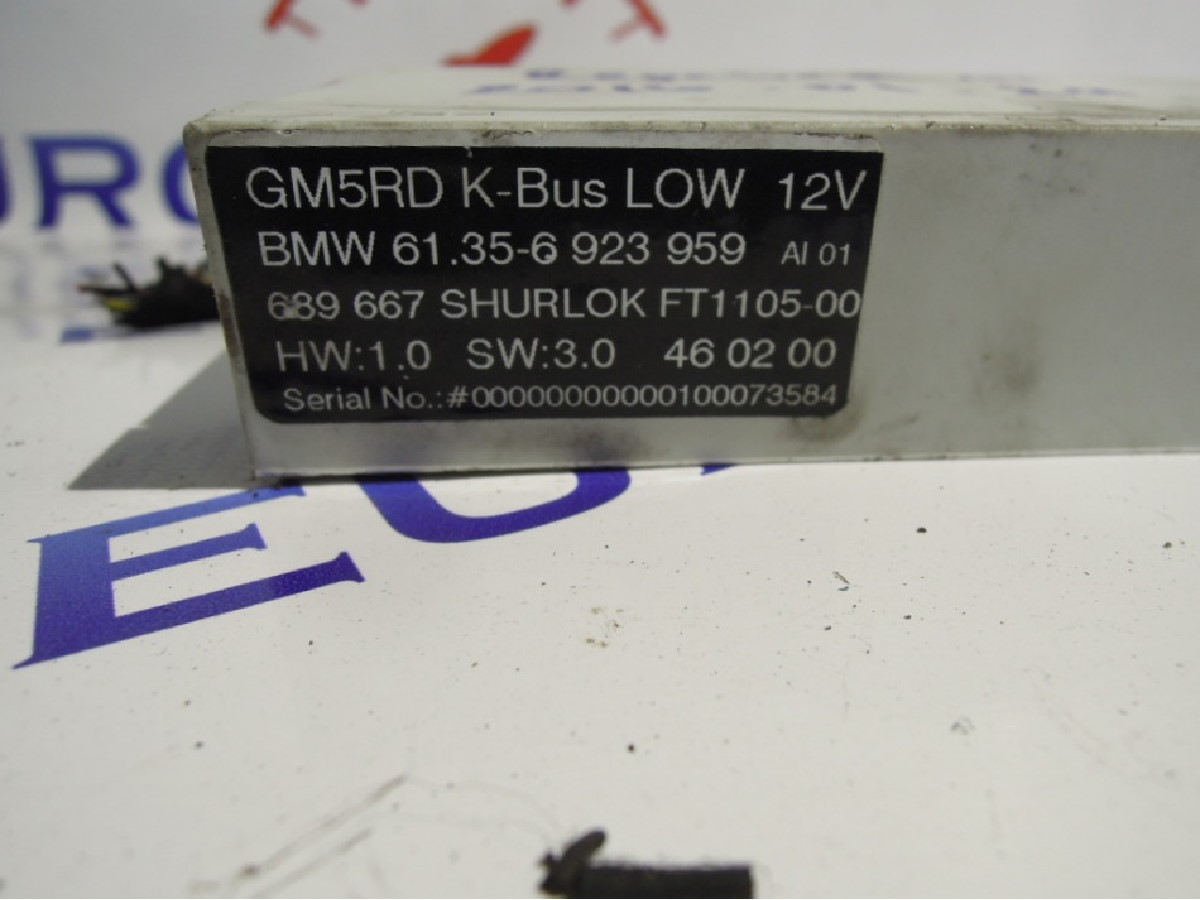 GM5RD K-Bus LOW 12V
BMW 61.35-6 923 959 AI 01
689 667 SHURLOK FT1105-00
HW:1.0 SW:3.0 46 02 00
Serial No.:#00000000000100073584